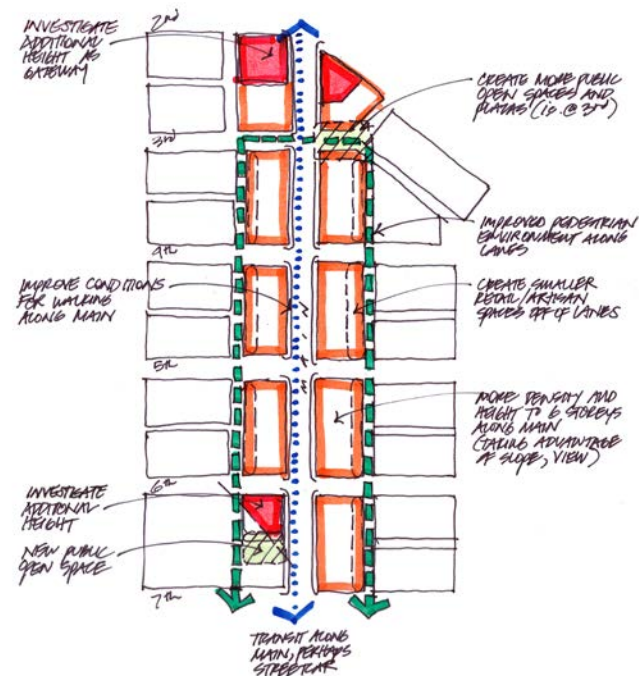 INVESTIGATE
ADDITIONAL
HEIGHT AS
GATEWAY
2nd
CREATE MORE PUBLIC
OPEN SPACES AND
PLAZAS (i.e. @ 3rd)
3rd
IMPROVED PEDESTRIAN
ENVIRONMENT ALONG
LANES
4th
IMPROVE CONDITIONS
FOR WALKING
ALONG MAIN
MAIN
CREATE SMALLER
RETAIL/ARTISAN
SPACES OFF OF LANES
5th
MORE DENSITY AND
HEIGHT TO 6 STOREYS
ALONG MAIN
(TAKING ADVANTAGE
OF SLOPE, VIEW)
6th
INVESTIGATE
ADDITIONAL
HEIGHT
NEW PUBLIC
OPEN SPACE
7th
TRANSIT ALONG
MAIN, PERHAPS
STREETCAR